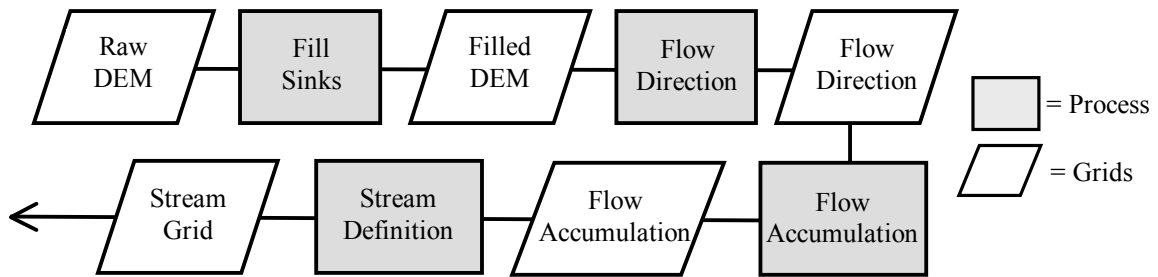 Raw
DEM
Fill
Sinks
Filled
DEM
Flow
Direction
Flow
Direction
= Process
= Grids
Stream
Grid
Stream
Definition
Flow
Accumulation
Flow
Accumulation